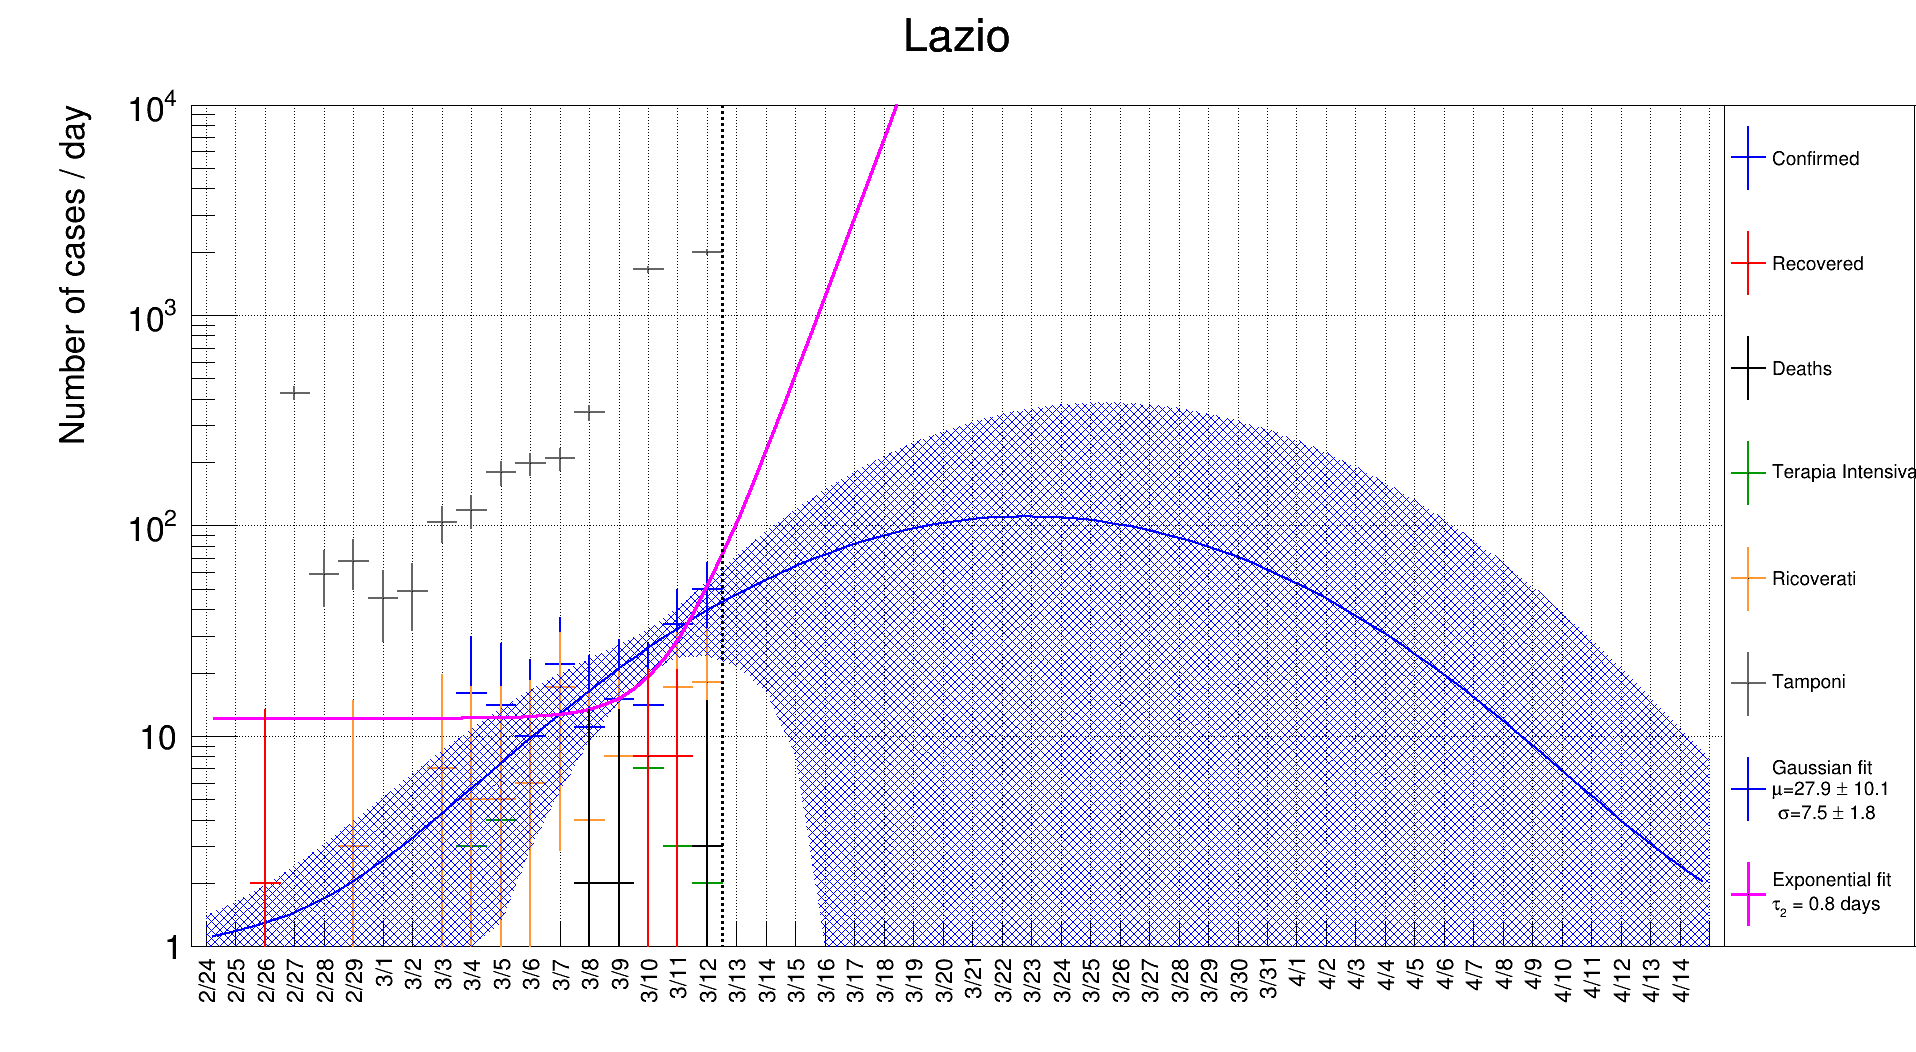 Lazio
Number of cases / day
10⁴
10³
10²
10
1
2/24 2/25 2/26 2/27 2/28 2/29 3/1 3/2 3/3 3/4 3/5 3/6 3/7 3/8 3/9 3/10 3/11 3/12 3/13 3/14 3/15 3/16 3/17 3/18 3/19 3/20 3/21 3/22 3/23 3/24 3/25 3/26 3/27 3/28 3/29 3/30 3/31 4/1 4/2 4/3 4/4 4/5 4/6 4/7 4/8 4/9 4/10 4/11 4/12 4/13 4/14
Confirmed
Recovered
Deaths
Terapia Intensiva
Ricoverati
Tamponi
Gaussian fit
μ=27.9 ± 10.1
σ=7.5 ± 1.8
Exponential fit
τ₂ = 0.8 days